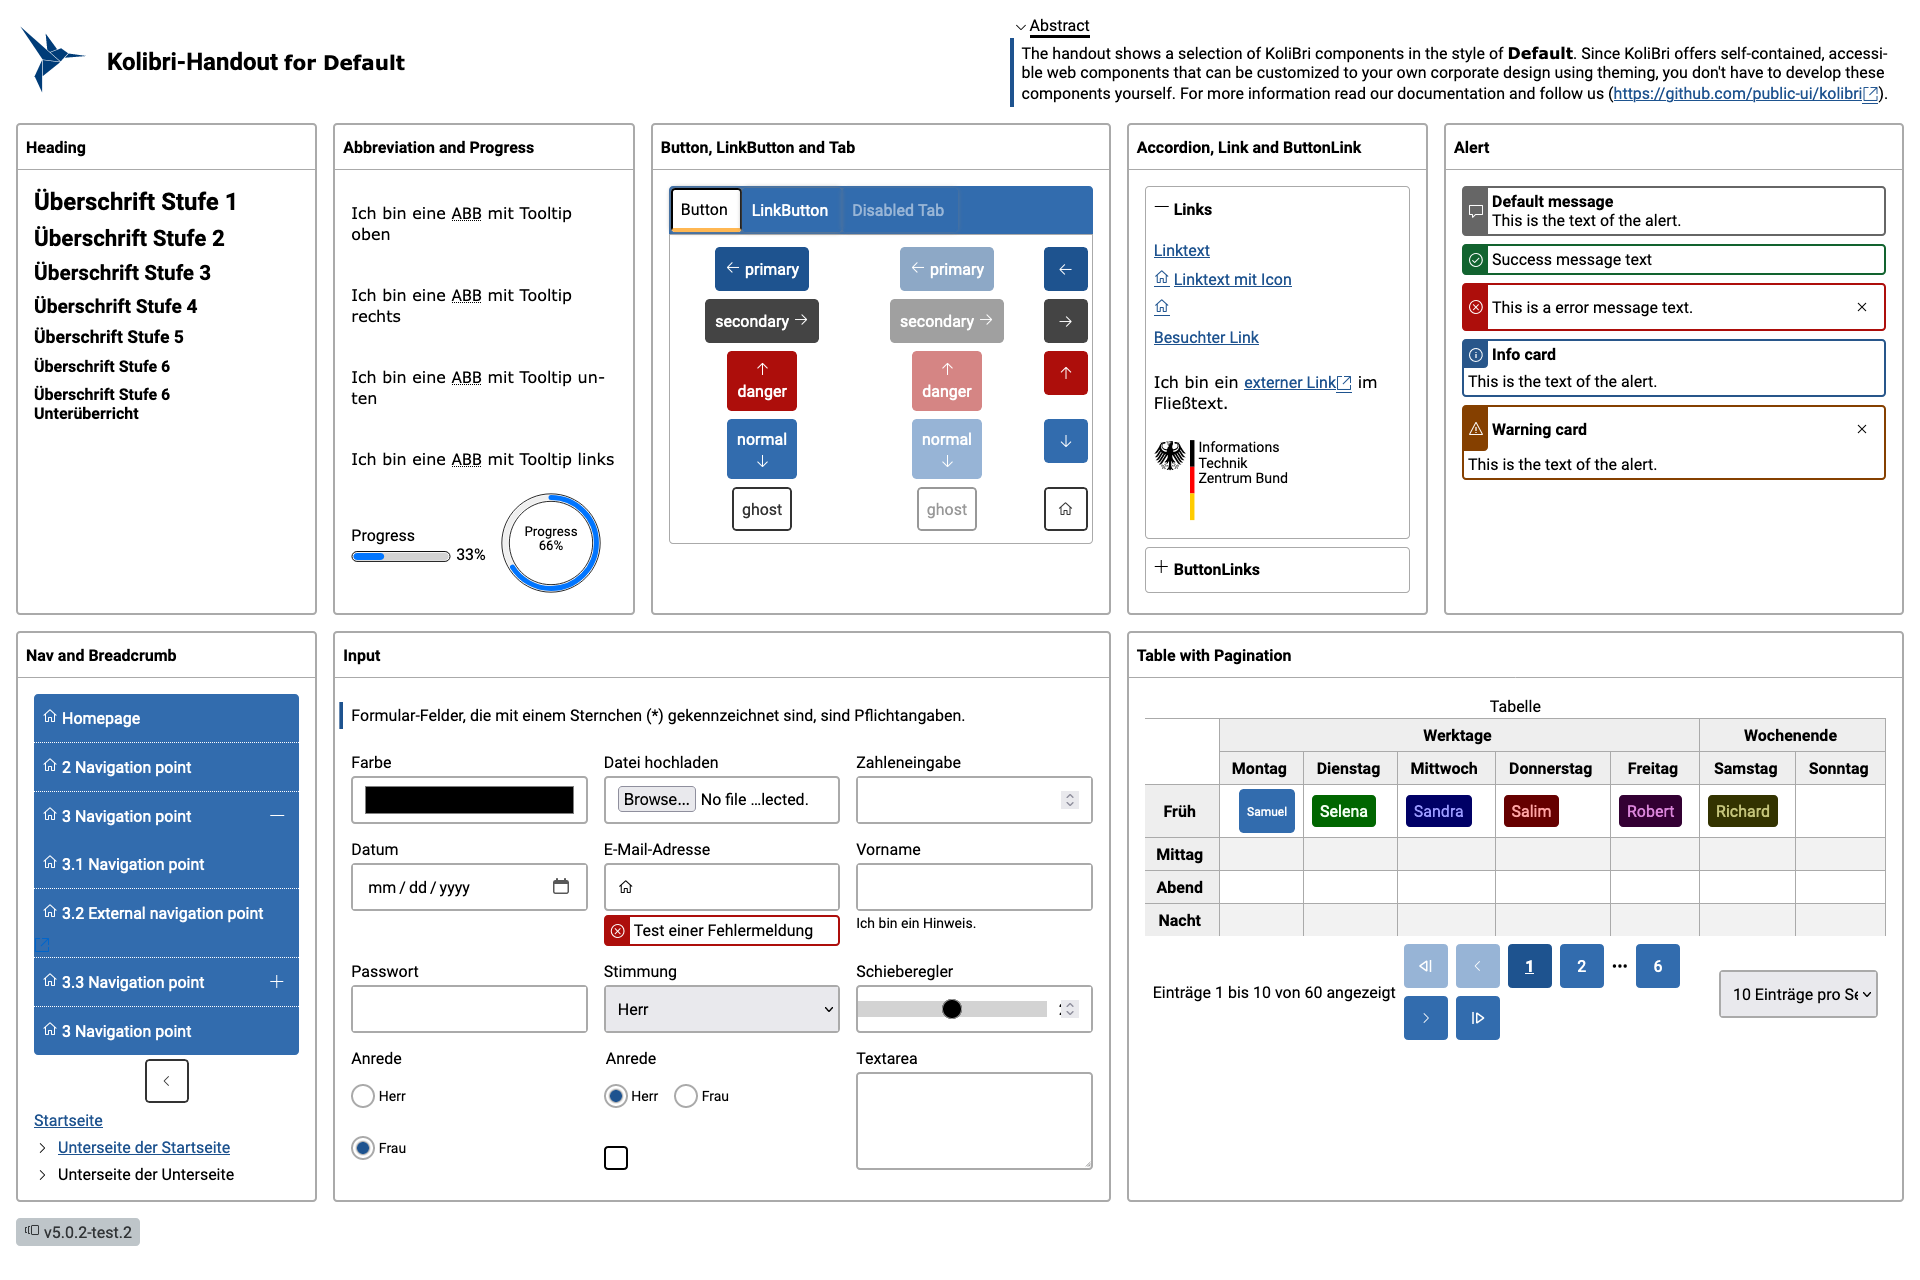 Kolibri-Handout for Default
Abstract
The handout shows a selection of KoliBri components in the style of Default. Since KoliBri offers self-contained, accessi-
ble web components that can be customized to your own corporate design using theming, you don't have to develop these
components yourself. For more information read our documentation and follow us (https://github.com/public-ui/kolibri).
Heading
Überschrift Stufe 1
Überschrift Stufe 2
Überschrift Stufe 3
Überschrift Stufe 4
Überschrift Stufe 5
Überschrift Stufe 6
Überschrift Stufe 6
Unterüberricht
Abbreviation and Progress
Ich bin eine ABB mit Tooltip
oben
Ich bin eine ABB mit Tooltip
rechts
Ich bin eine ABB mit Tooltip un-
ten
Ich bin eine ABB mit Tooltip links
Progress
33%
Progress
66%
Button, LinkButton and Tab
Button LinkButton Disabled Tab
primary primary
secondary secondary
danger danger
normal normal
ghost ghost
Accordion, Link and ButtonLink
Links
Linktext
Linktext mit Icon
Besuchter Link
Ich bin ein externer Link im
Fließtext.
Informations
Technik
Zentrum Bund
ButtonLinks
Alert
Default message
This is the text of the alert.
Success message text
This is a error message text.
Info card
This is the text of the alert.
Warning card
This is the text of the alert.
Nav and Breadcrumb
Homepage
2 Navigation point
3 Navigation point
3.1 Navigation point
3.2 External navigation point
3.3 Navigation point
3 Navigation point
Startseite
Unterseite der Startseite
Unterseite der Unterseite
Input
Formular-Felder, die mit einem Sternchen (*) gekennzeichnet sind, sind Pflichtangaben.
Farbe Datei hochladen Zahleneingabe
Browse... No file ...lected.
Datum E-Mail-Adresse Vorname
mm / dd / yyyy
Test einer Fehlermeldung
Ich bin ein Hinweis.
Passwort Stimmung Schieberegler
Herr
Anrede Anrede Textarea
Herr Herr Frau
Frau
Table with Pagination
Tabelle
Werktage Wochenende
Montag Dienstag Mittwoch Donnerstag Freitag Samstag Sonntag
Früh Samuel Selena Sandra Salim Robert Richard
Mittag
Abend
Nacht
Einträge 1 bis 10 von 60 angezeigt
1 2 ... 6
10 Einträge pro
v5.0.2-test.2